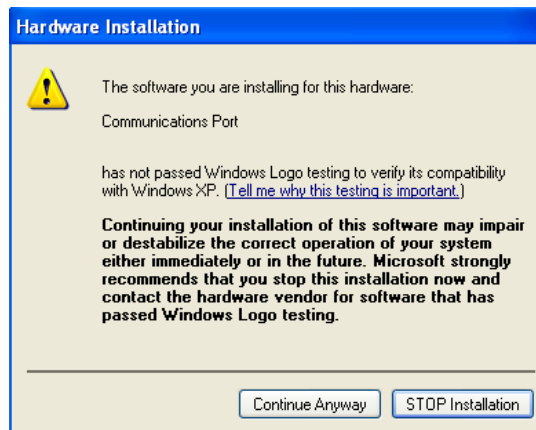 Hardware Installation
The software you are installing for this hardware:
Communications Port
has not passed Windows Logo testing to verify its compatibility
with Windows XP. (Tell me why this testing is important.)
Continuing your installation of this software may impair
or destabilize the correct operation of your system
either immediately or in the future. Microsoft strongly
recommends that you stop this installation now and
contact the hardware vendor for software that has
passed Windows Logo testing.
Continue Anyway
STOP Installation